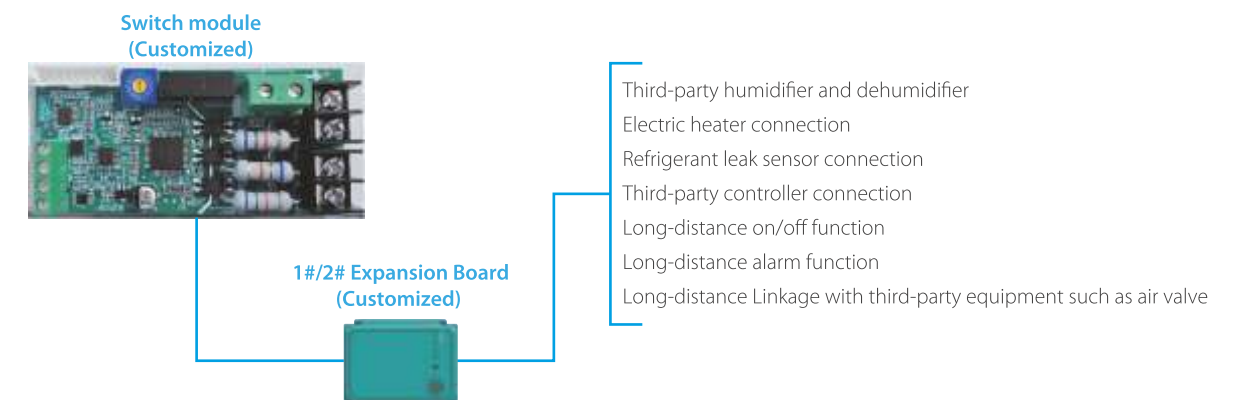 Switch module
(Customized)
Third-party humidifier and dehumidifier
Electric heater connection
Refrigerant leak sensor connection
Third-party controller connection
Long-distance on/off function
Long-distance alarm function
Long-distance Linkage with third-party equipment such as air valve
1#/2# Expansion Board
(Customized)